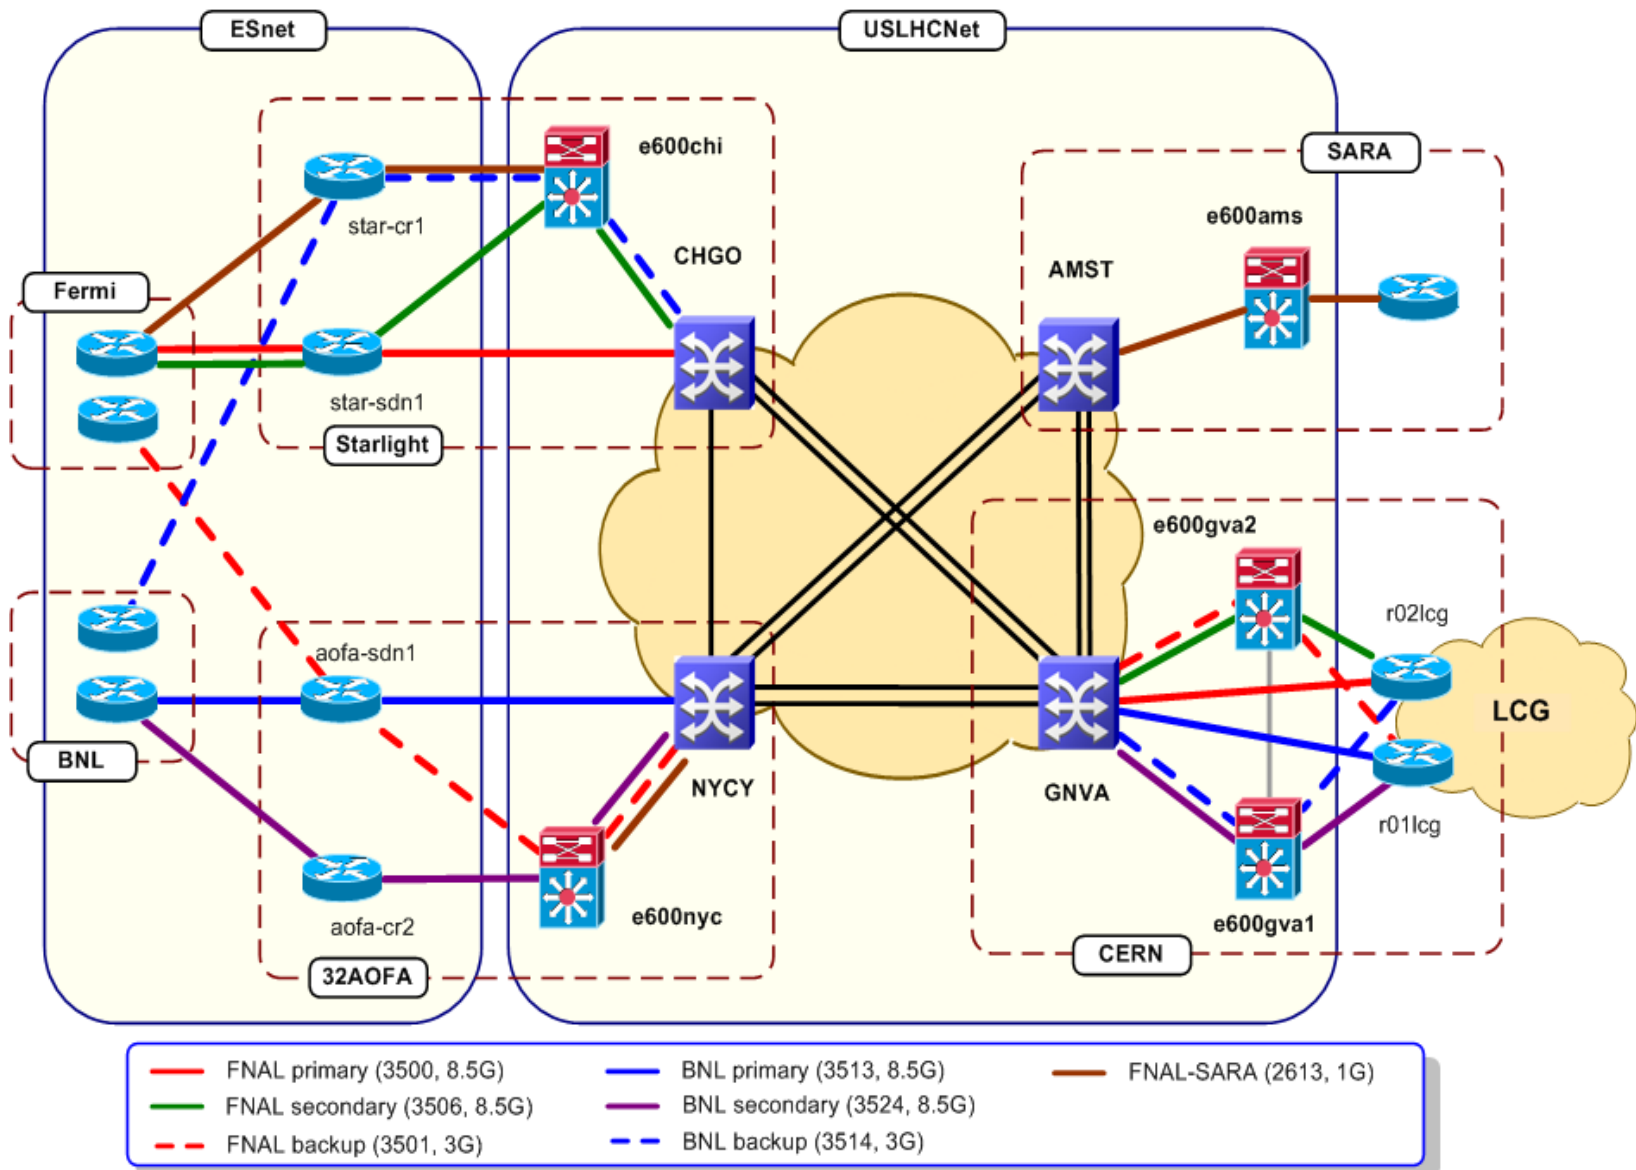 ESnet
USLHCNet
e600chi
SARA
star-cr1
e600ams
CHGO
AMST
Fermi
star-sdn1
Starlight
e600gva2
r02lcg
aofa-sdn1
LCG
BNL
NYCY
GNVA
r01lcg
aofa-cr2
e600nyc
e600gva1
CERN
32AOFA
FNAL primary (3500, 8.5G)
BNL primary (3513, 8.5G)
FNAL-SARA (2613, 1G)
FNAL secondary (3506, 8.5G)
BNL secondary (3524, 8.5G)
FNAL backup (3501, 3G)
BNL backup (3514, 3G)